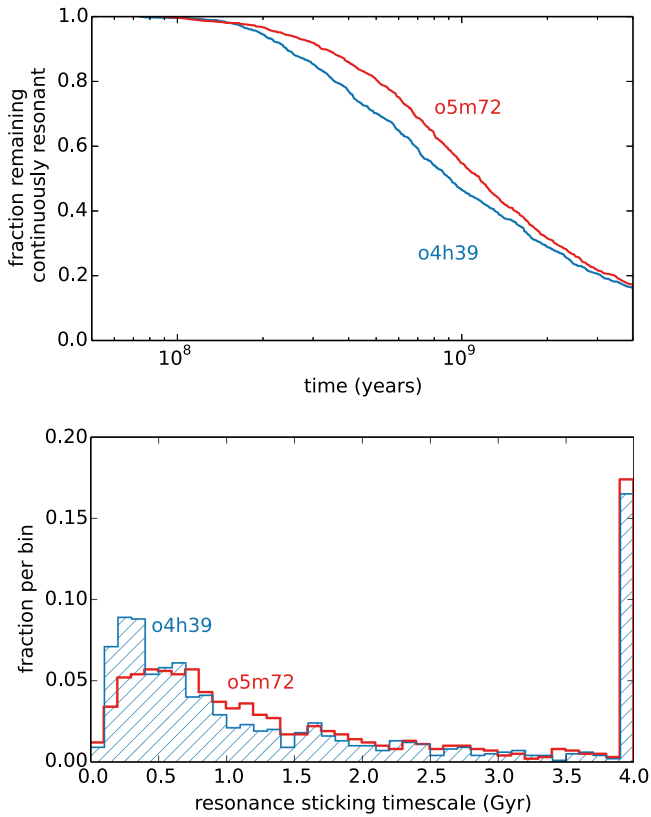 1.0
0.8
0.6
0.4
0.2
0.0
fraction remaining
continuously resonant
o5m72
o4h39
10^8
10^9
time (years)
0.20
0.15
0.10
0.05
0.00
fraction per bin
o4h39
o5m72
0.0 0.5 1.0 1.5 2.0 2.5 3.0 3.5 4.0
resonance sticking timescale (Gyr)